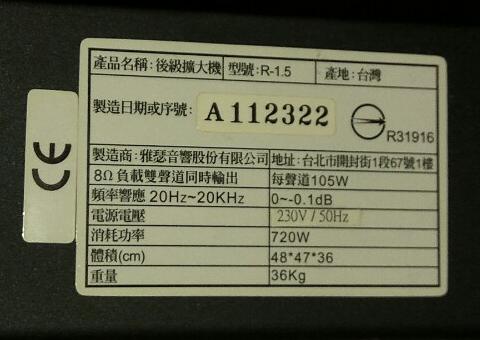 產品名稱：後級擴大機 型號：R-1.5 產地：台灣
製造日期或序號： A 112322
R31916
製造商：雅瑟音響股份有限公司 地址：台北市開封街1段67號1樓
8Ω負載雙聲道同時輸出 每聲道105W
頻率響應 20Hz~20KHz 0~-0.1dB
電源電壓 230V / 50Hz
消耗功率 720W
體積(cm) 48*47*36
重量 36Kg
CE